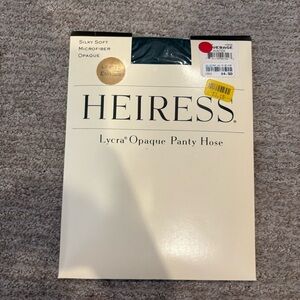 SILKY SOFT
MICROFIBER
OPAQUE
HEIRESS
Lycra® Opaque Panty Hose